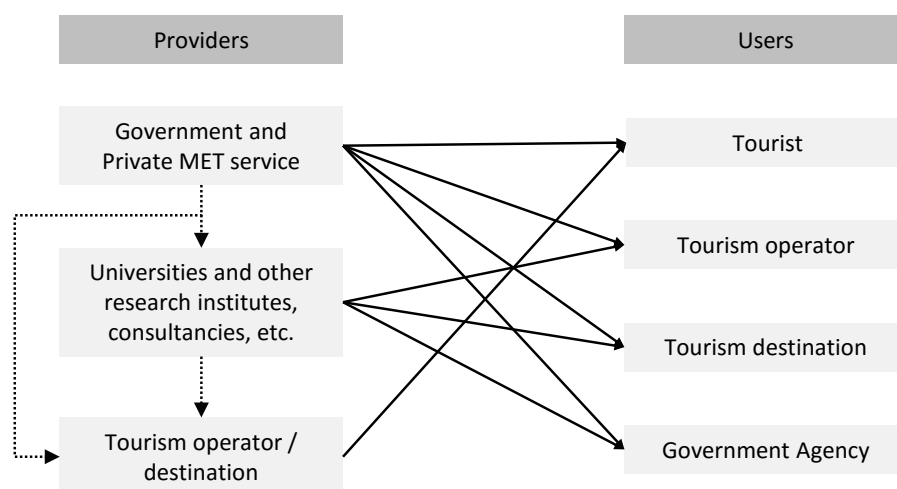 Providers
Users
Government and
Private MET service
Tourist
Tourism operator
Universities and other
research institutes,
consultancies, etc.
Tourism destination
Tourism operator /
destination
Government Agency